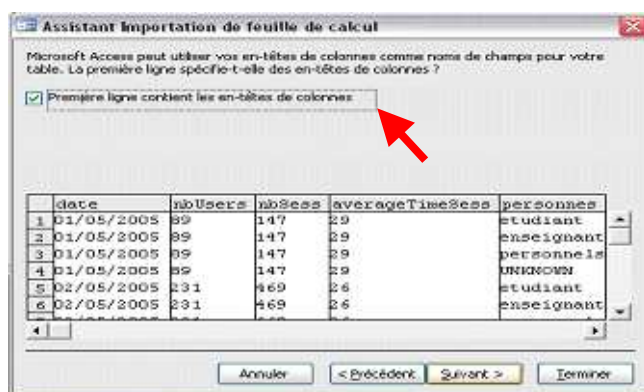 Assistant Importation de feuille de calcul
Microsoft Access peut utiliser vos en-têtes de colonnes comme noms de champs pour votre
table. La première ligne spécifie-t-elle des en-têtes de colonnes ?
Première ligne contient les en-têtes de colonnes
date nbUsers nbSess averageTimeSess personnes
1 01/05/2005 89 147 29 etudiant
2 01/05/2005 89 147 29 enseignant
3 01/05/2005 89 147 29 personnels
4 01/05/2005 89 147 29 UNKNOWN
5 02/05/2005 231 469 26 etudiant
6 02/05/2005 231 469 26 enseignant
Annuler < Précédent Suivant > Terminer